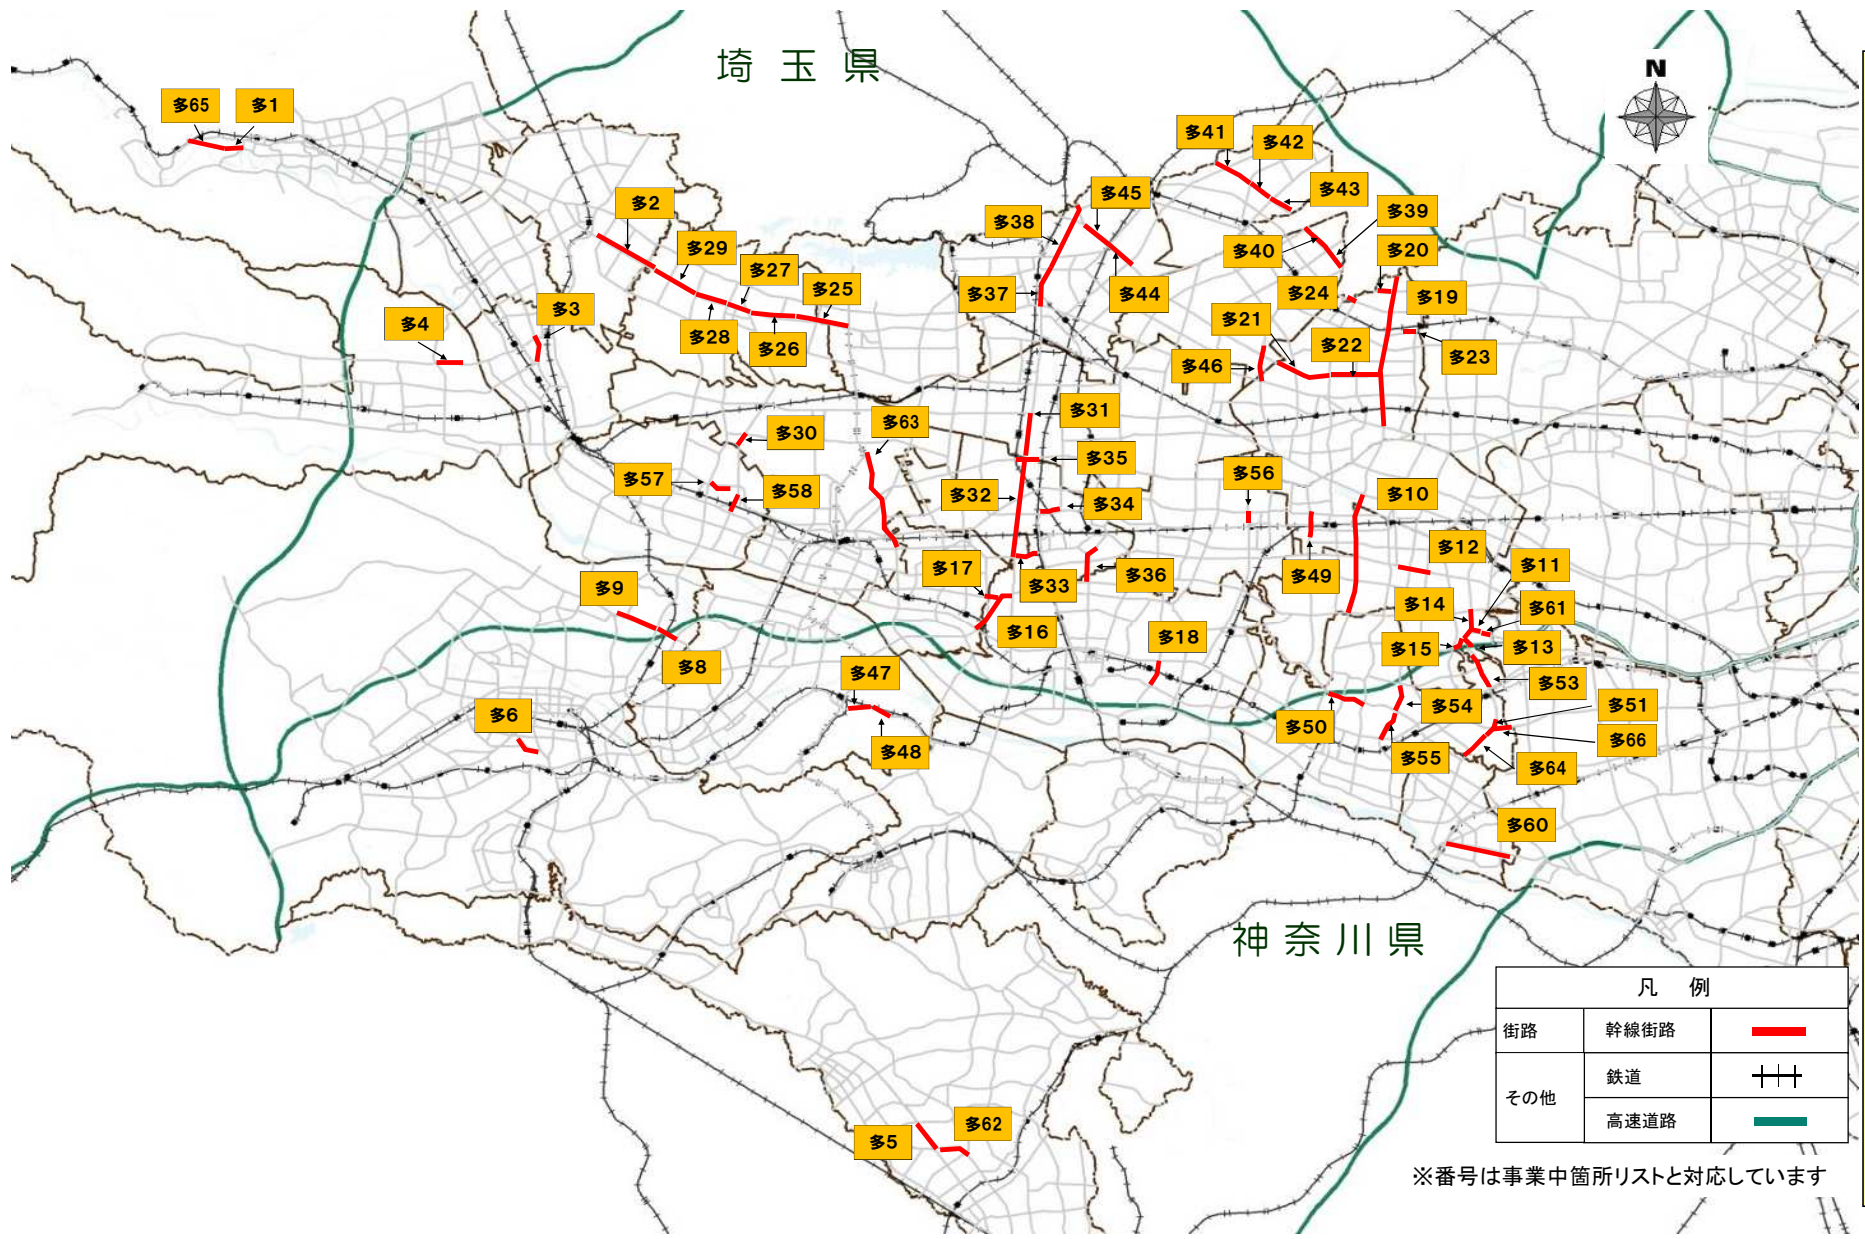 埼玉県
N
多65
多1
多41
多42
多43
多2
多45
多38
多39
多29
多40
多20
多27
多25
多37
多44
多24
多19
多3
多4
多28
多26
多21
多22
多46
多23
多31
多63
多30
多35
多57
多58
多32
多34
多56
多10
多12
多11
多17
多33
多36
多49
多9
多14
多61
多16
多18
多15
多13
多8
多47
多53
多6
多50
多54
多51
多48
多55
多66
多64
多60
神奈川県
凡 例
街路 幹線街路
その他 鉄道
高速道路
多5
多62
※番号は事業中箇所リストと対応しています